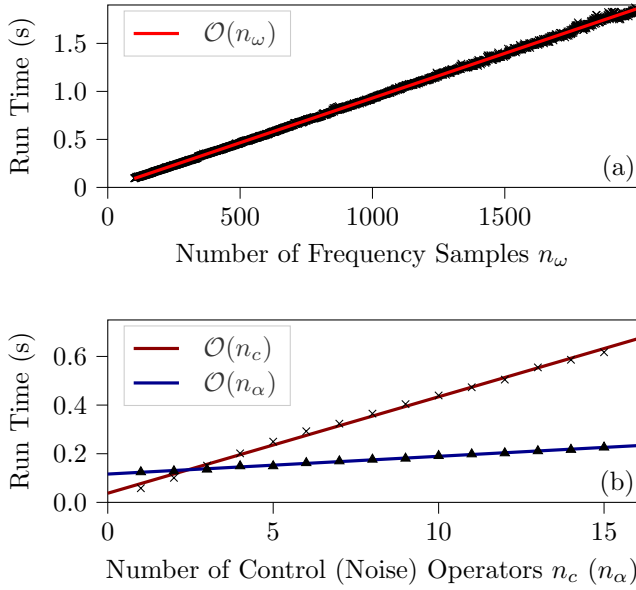 Run Time (s)
1.5
1.0
0.5
0
𝒪(n_ω)
(a)
0
500
1000
1500
Number of Frequency Samples n_ω
Run Time (s)
0.6
0.4
0.2
0.0
𝒪(n_c)
𝒪(n_α)
(b)
0
5
10
15
Number of Control (Noise) Operators n_c (n_α)